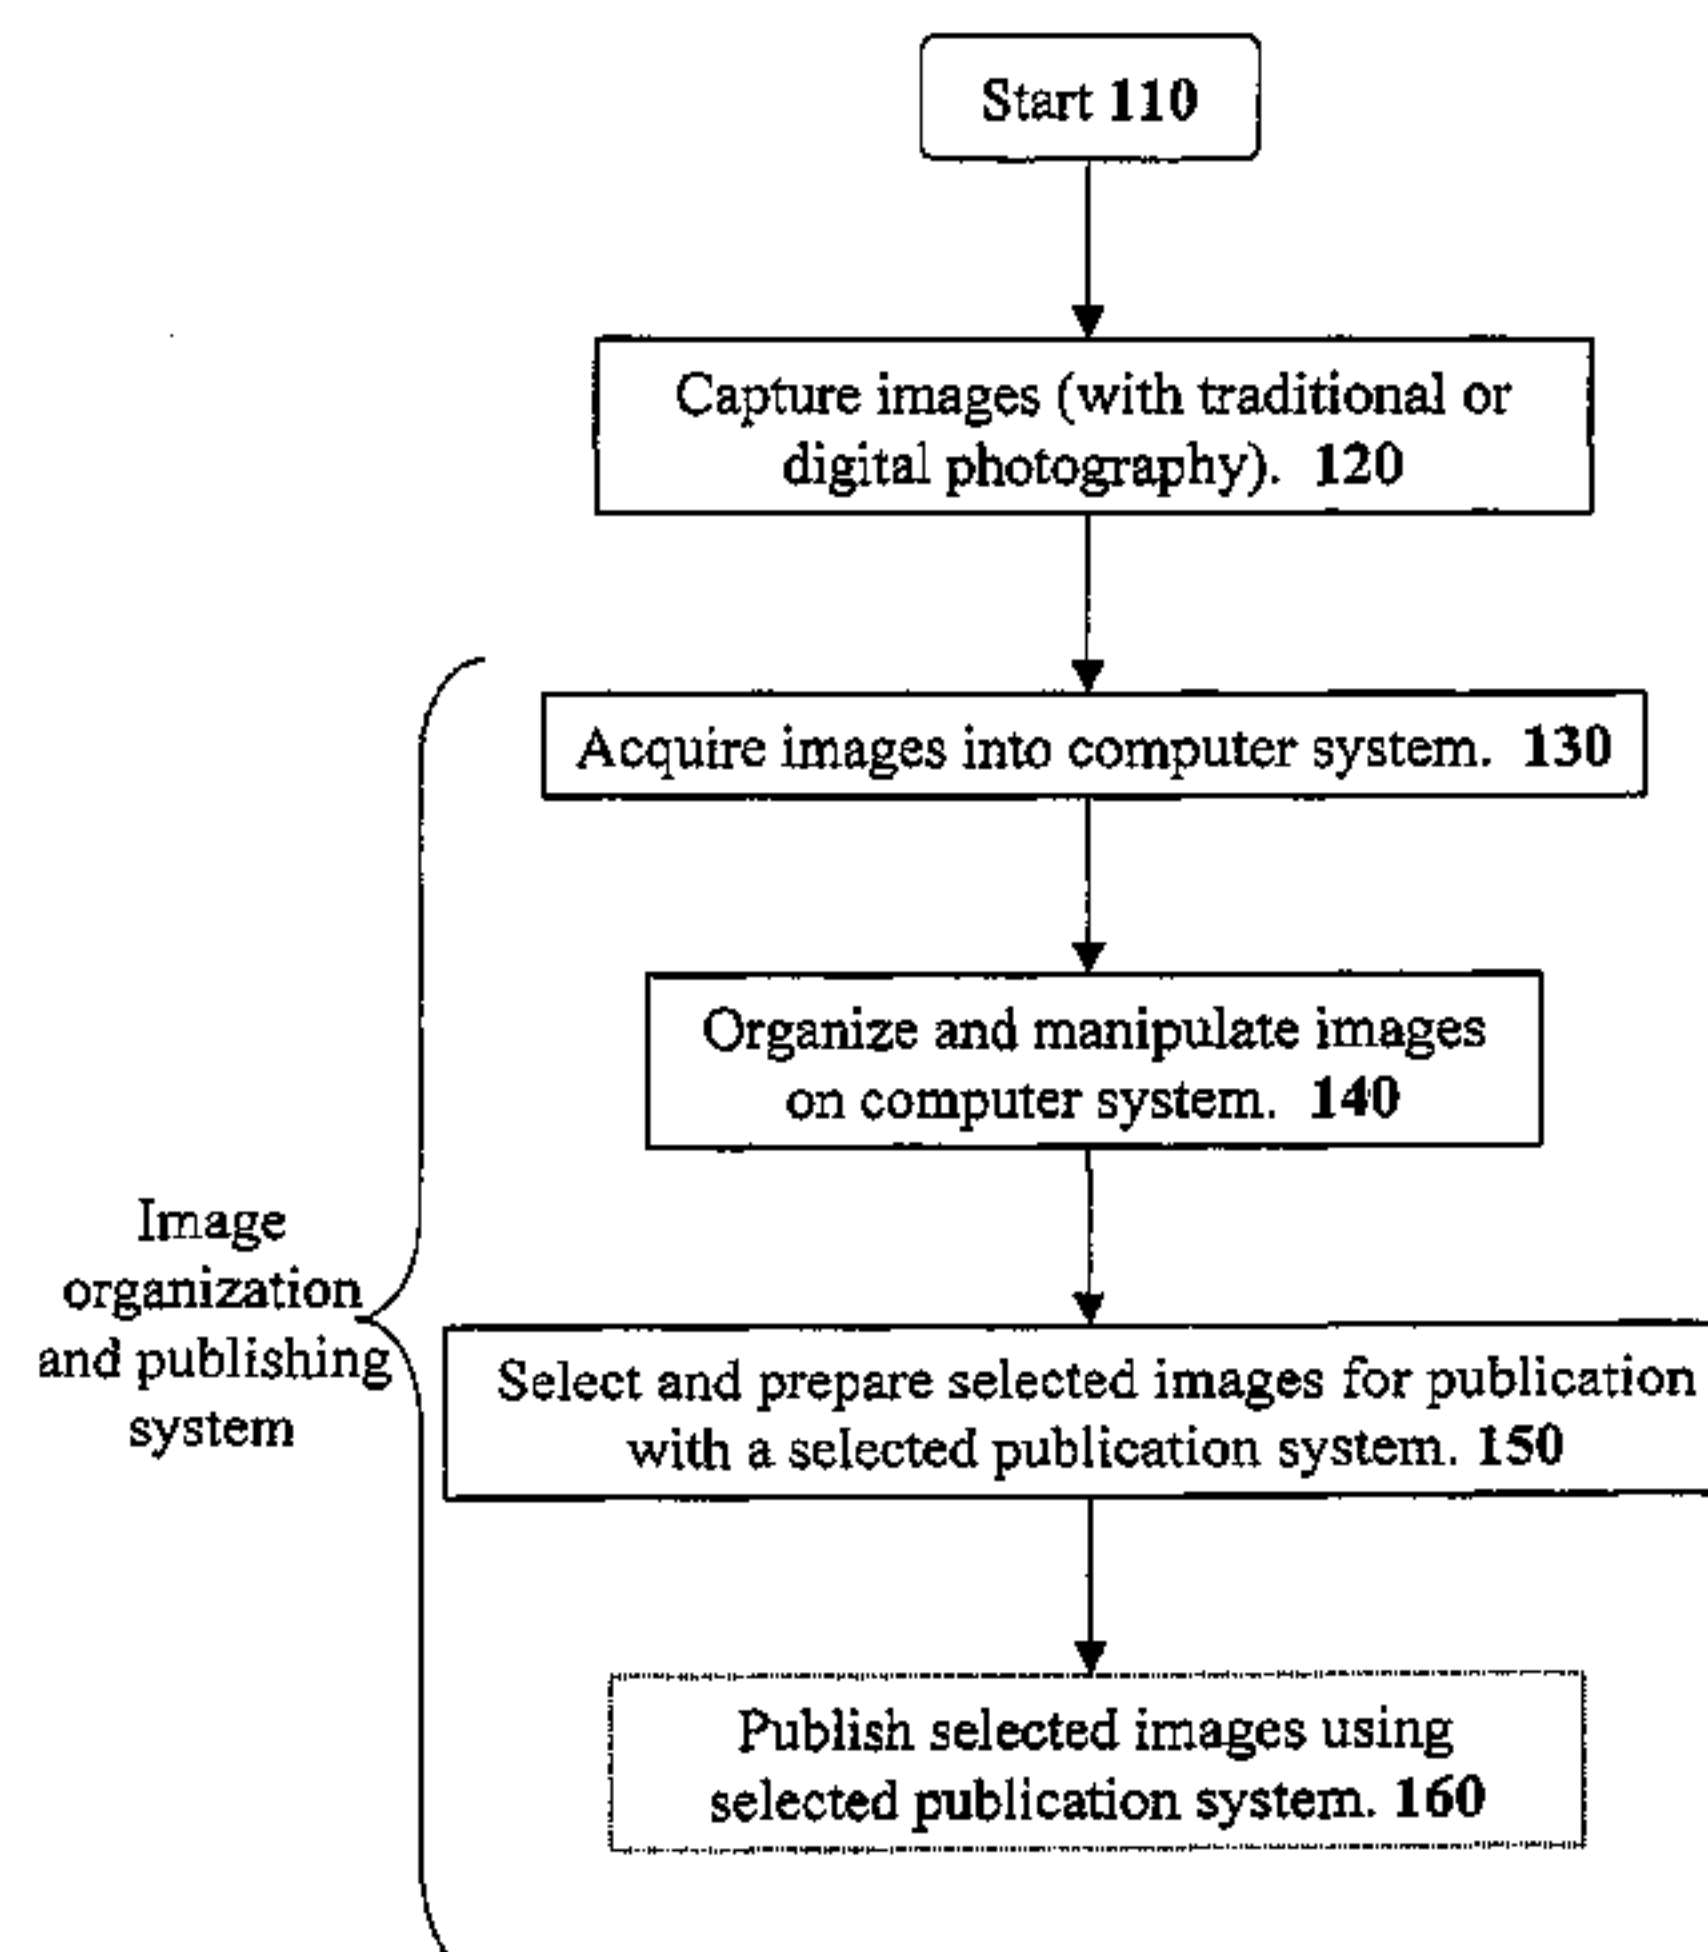 Start 110
Capture images (with traditional or
digital photography). 120
Acquire images into computer system. 130
Organize and manipulate images
on computer system. 140
Image
organization
and publishing
system
Select and prepare selected images for publication
with a selected publication system. 150
Publish selected images using
selected publication system. 160